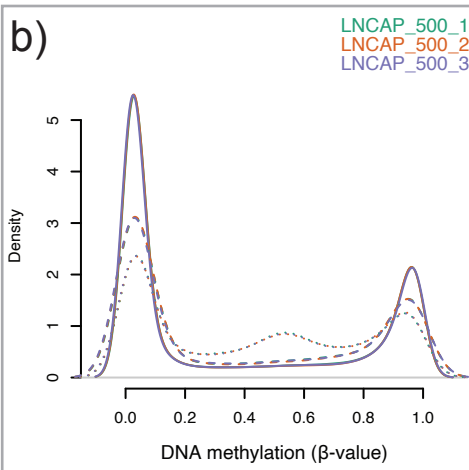 b)
LNCAP_500_1
LNCAP_500_2
LNCAP_500_3
5
4
3
2
1
0
Density
0.0 0.2 0.4 0.6 0.8 1.0
DNA methylation (β-value)